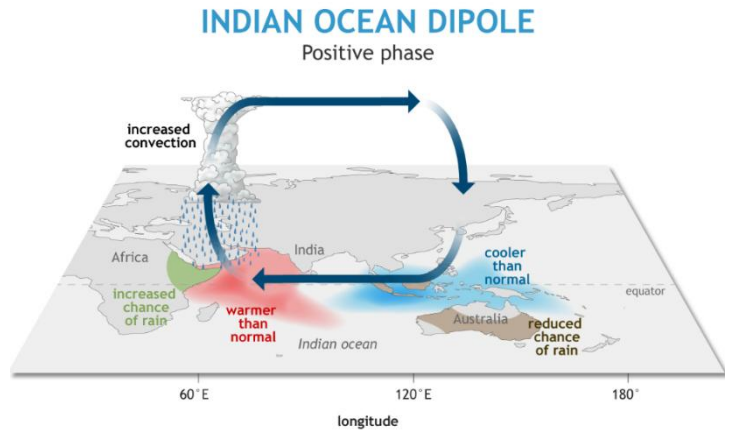 INDIAN OCEAN DIPOLE
Positive phase
increased
convection
Africa
India
cooler
than
normal
equator
increased
chance
of rain
warmer
than
normal
Indian ocean
Australia
reduced
chance
of rain
60°E
120°E
180°
longitude